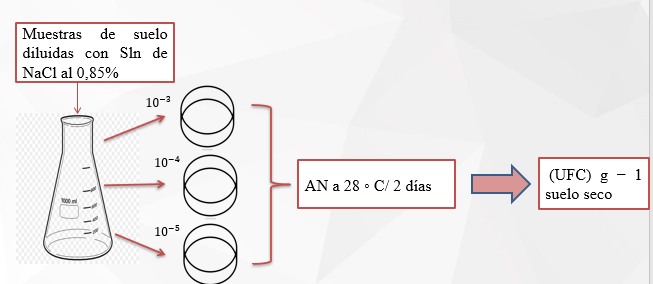 Muestras de suelo
diluidas con Sln de
NaCl al 0,85%
10⁻³
10⁻⁴
1000 ml
10⁻⁵
AN a 28 ∘ C/ 2 días
(UFC) g − 1
suelo seco